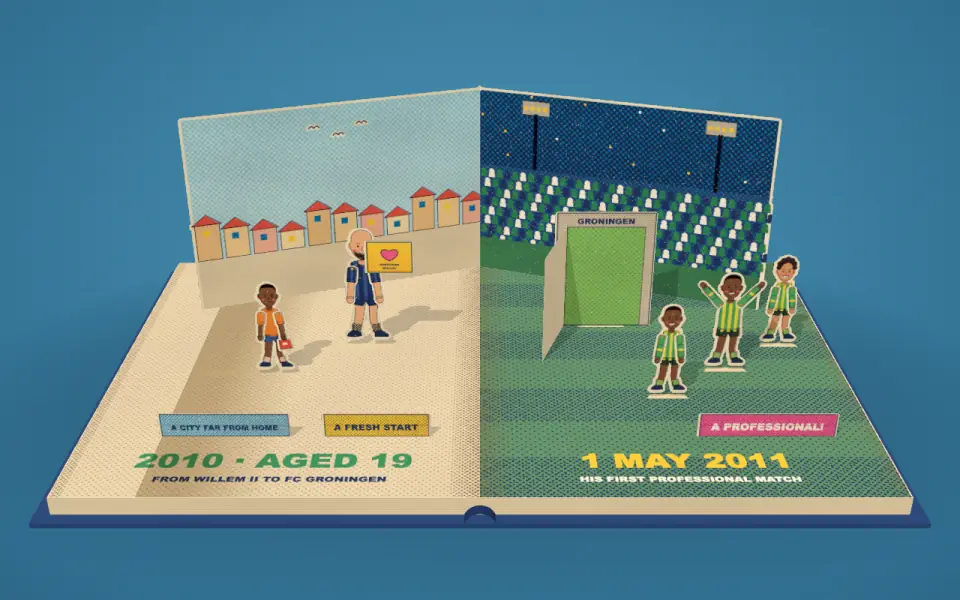 GRONINGEN
A CITY FAR FROM HOME
A FRESH START
2010 · AGED 19
FROM WILLEM II TO FC GRONINGEN
A PROFESSIONAL!
1 MAY 2011
HIS FIRST PROFESSIONAL MATCH